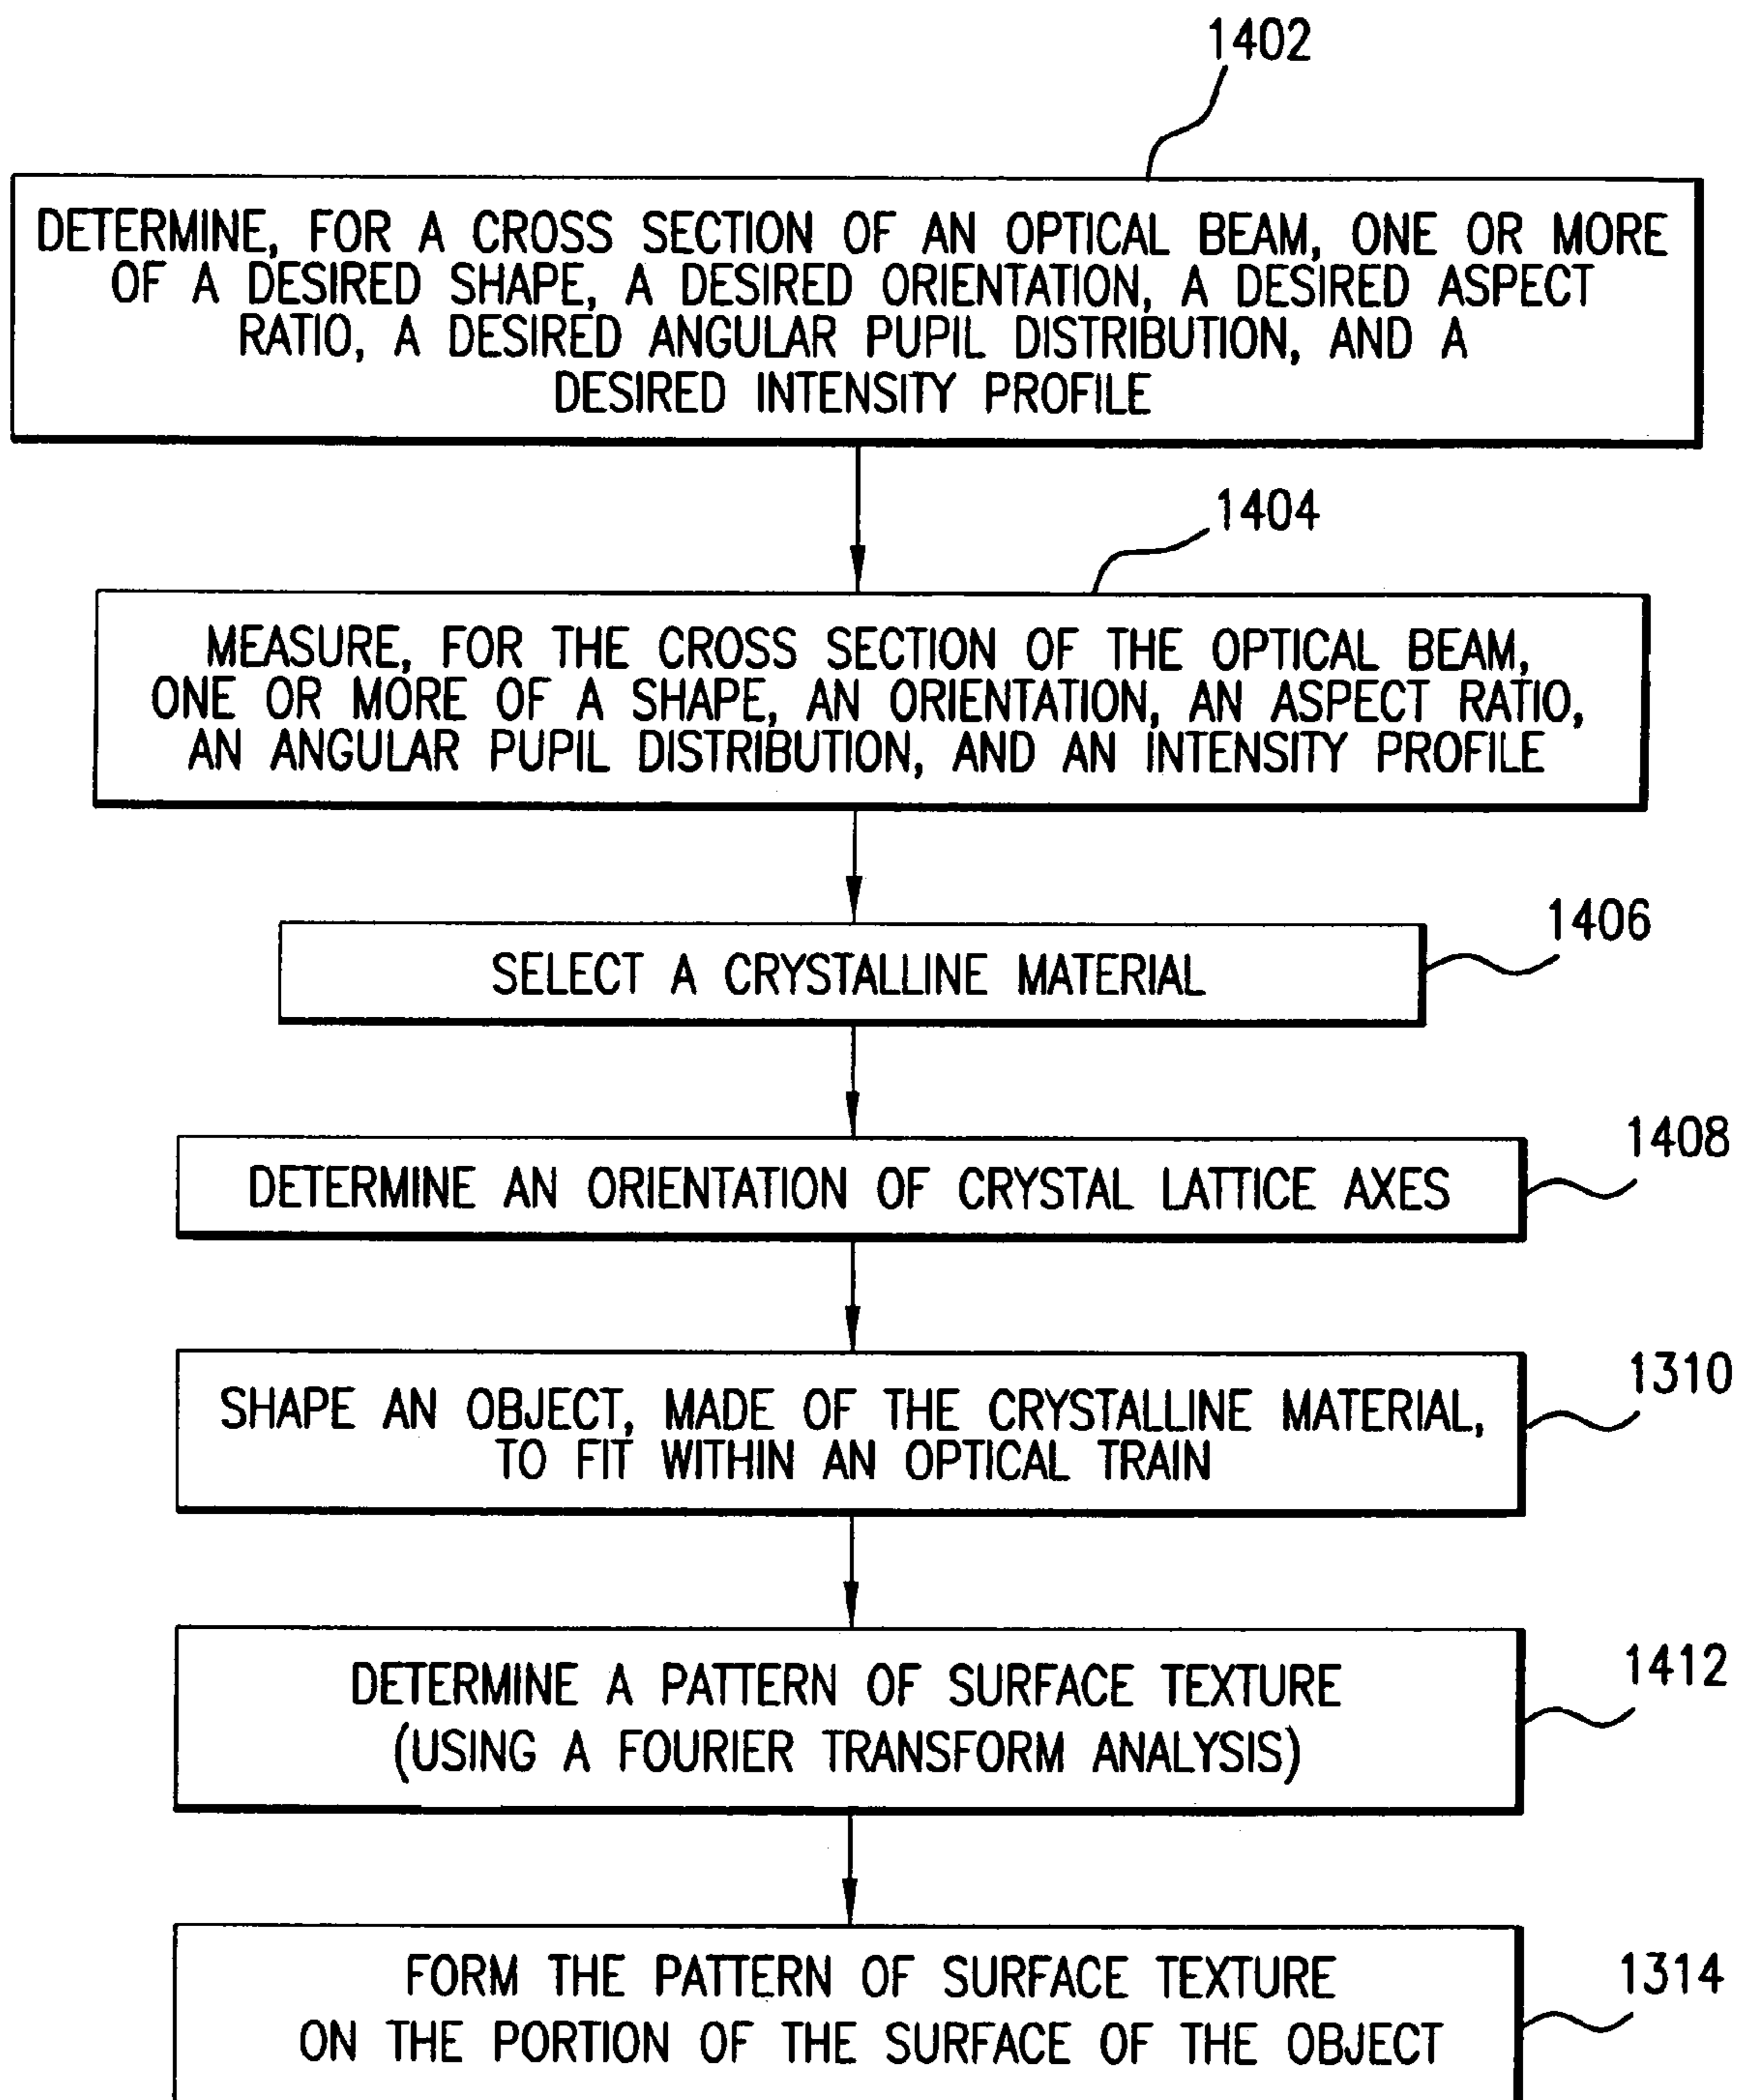 1402
DETERMINE, FOR A CROSS SECTION OF AN OPTICAL BEAM, ONE OR MORE
OF A DESIRED SHAPE, A DESIRED ORIENTATION, A DESIRED ASPECT
RATIO, A DESIRED ANGULAR PUPIL DISTRIBUTION, AND A
DESIRED INTENSITY PROFILE
1404
MEASURE, FOR THE CROSS SECTION OF THE OPTICAL BEAM,
ONE OR MORE OF A SHAPE, AN ORIENTATION, AN ASPECT RATIO,
AN ANGULAR PUPIL DISTRIBUTION, AND AN INTENSITY PROFILE
1406
SELECT A CRYSTALLINE MATERIAL
1408
DETERMINE AN ORIENTATION OF CRYSTAL LATTICE AXES
1310
SHAPE AN OBJECT, MADE OF THE CRYSTALLINE MATERIAL,
TO FIT WITHIN AN OPTICAL TRAIN
1412
DETERMINE A PATTERN OF SURFACE TEXTURE
(USING A FOURIER TRANSFORM ANALYSIS)
1314
FORM THE PATTERN OF SURFACE TEXTURE
ON THE PORTION OF THE SURFACE OF THE OBJECT